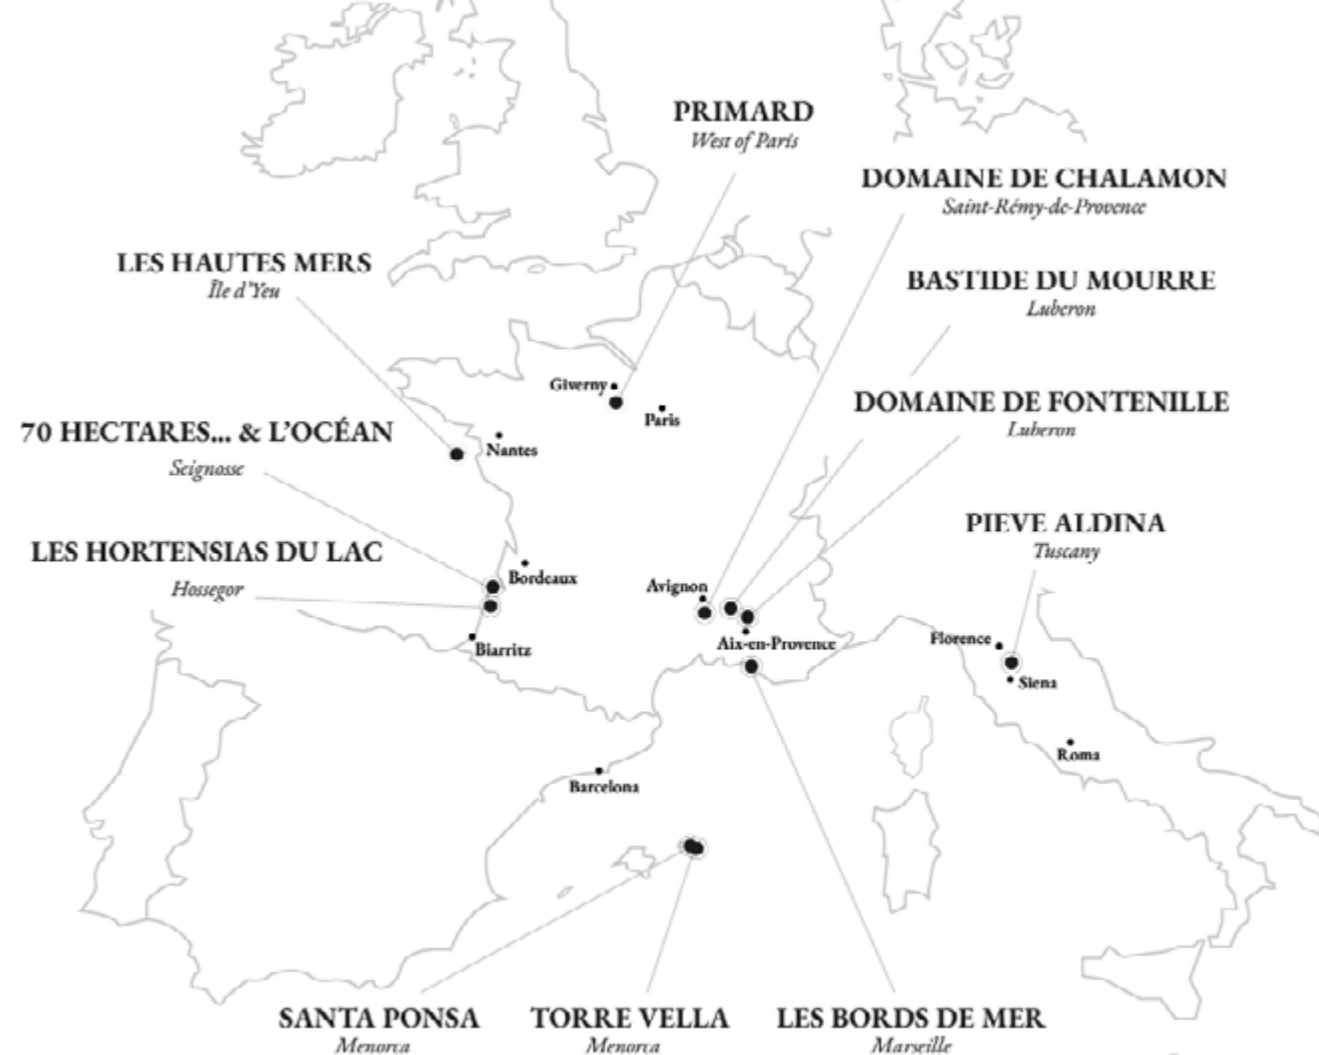 PRIMARD
West of Paris
DOMAINE DE CHALAMON
Saint-Rémy-de-Provence
LES HAUTES MERS
Île d'Yeu
BASTIDE DU MOURRE
Luberon
Giverny
Paris
DOMAINE DE FONTENILLE
Luberon
70 HECTARES... & L'OCÉAN
Seignosse
Nantes
PIEVE ALDINA
Tuscany
LES HORTENSIAS DU LAC
Hossegor
Bordeaux
Avignon
Biarritz
Aix-en-Provence
Florence
Siena
Roma
Barcelona
SANTA PONSA
Menorca
TORRE VELLA
Menorca
LES BORDS DE MER
Marseille